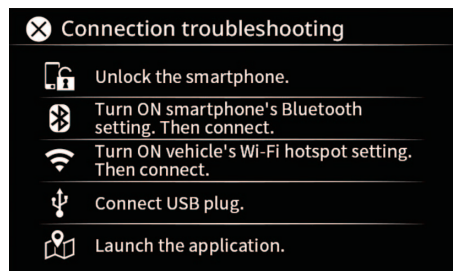 Connection troubleshooting
Unlock the smartphone.
Turn ON smartphone's Bluetooth
setting. Then connect.
Turn ON vehicle's Wi-Fi hotspot setting.
Then connect.
Connect USB plug.
Launch the application.